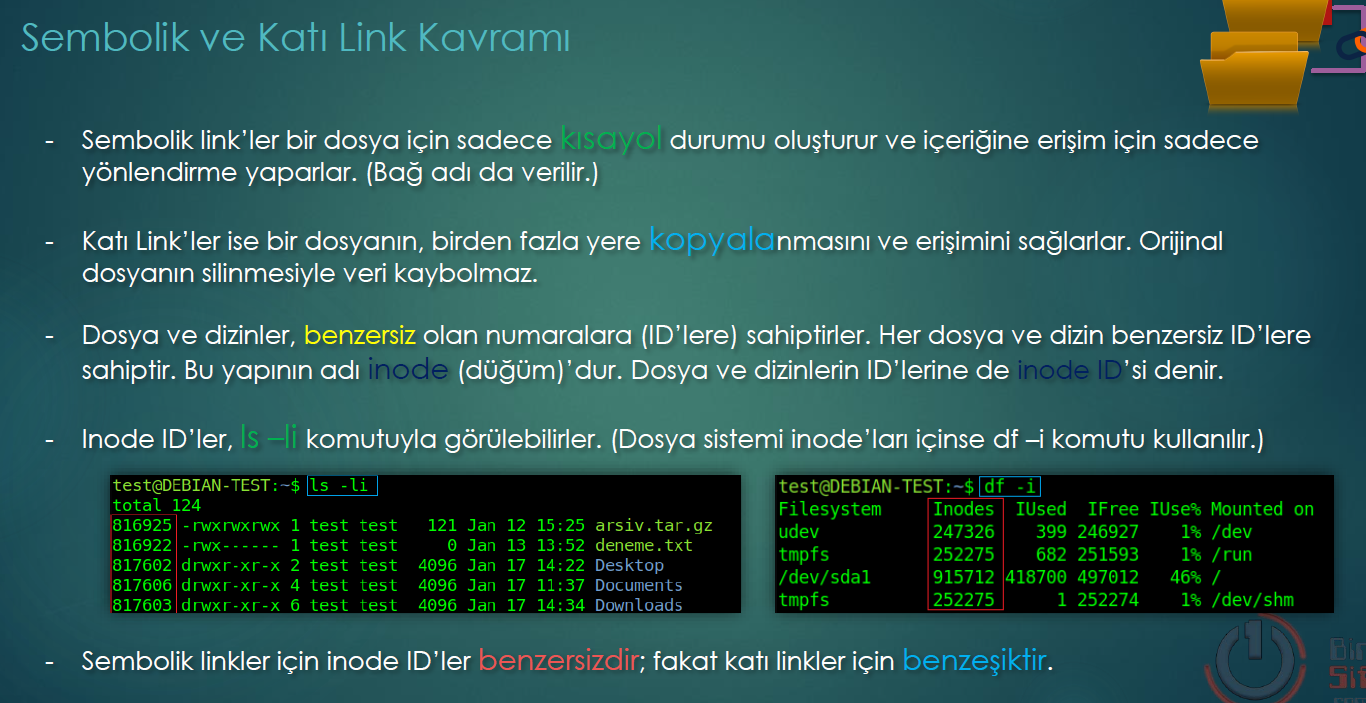 Sembolik ve Katı Link Kavramı
- Sembolik link’ler bir dosya için sadece kısayol durumu oluşturur ve içeriğine erişim için sadece
yönlendirme yaparlar. (Bağ adı da verilir.)
- Katı Link’ler ise bir dosyanın, birden fazla yere kopyalanmasını ve erişimini sağlarlar. Orijinal
dosyanın silinmesiyle veri kaybolmaz.
- Dosya ve dizinler, benzersiz olan numaralara (ID’lere) sahiptirler. Her dosya ve dizin benzersiz ID’lere
sahiptir. Bu yapının adı inode (düğüm)’dur. Dosya ve dizinlerin ID’lerine de inode ID’si denir.
- Inode ID’ler, ls –li komutuyla görülebilirler. (Dosya sistemi inode’ları içinse df –i komutu kullanılır.)
test@DEBIAN-TEST:~$ ls -li
total 124
816925 -rwxrwxrwx 1 test test 121 Jan 12 15:25 arsiv.tar.gz
816922 -rwx------ 1 test test 0 Jan 13 13:52 deneme.txt
817602 drwxr-xr-x 2 test test 4096 Jan 17 14:22 Desktop
817606 drwxr-xr-x 4 test test 4096 Jan 17 11:37 Documents
817603 drwxr-xr-x 6 test test 4096 Jan 17 14:34 Downloads
test@DEBIAN-TEST:~$ df -i
Filesystem Inodes IUsed IFree IUse% Mounted on
udev 247326 399 246927 1% /dev
tmpfs 252275 682 251593 1% /run
/dev/sda1 915712 418700 497012 46% /
tmpfs 252275 1 252274 1% /dev/shm
- Sembolik linkler için inode ID’ler benzersizdir; fakat katı linkler için benzeşiktir.